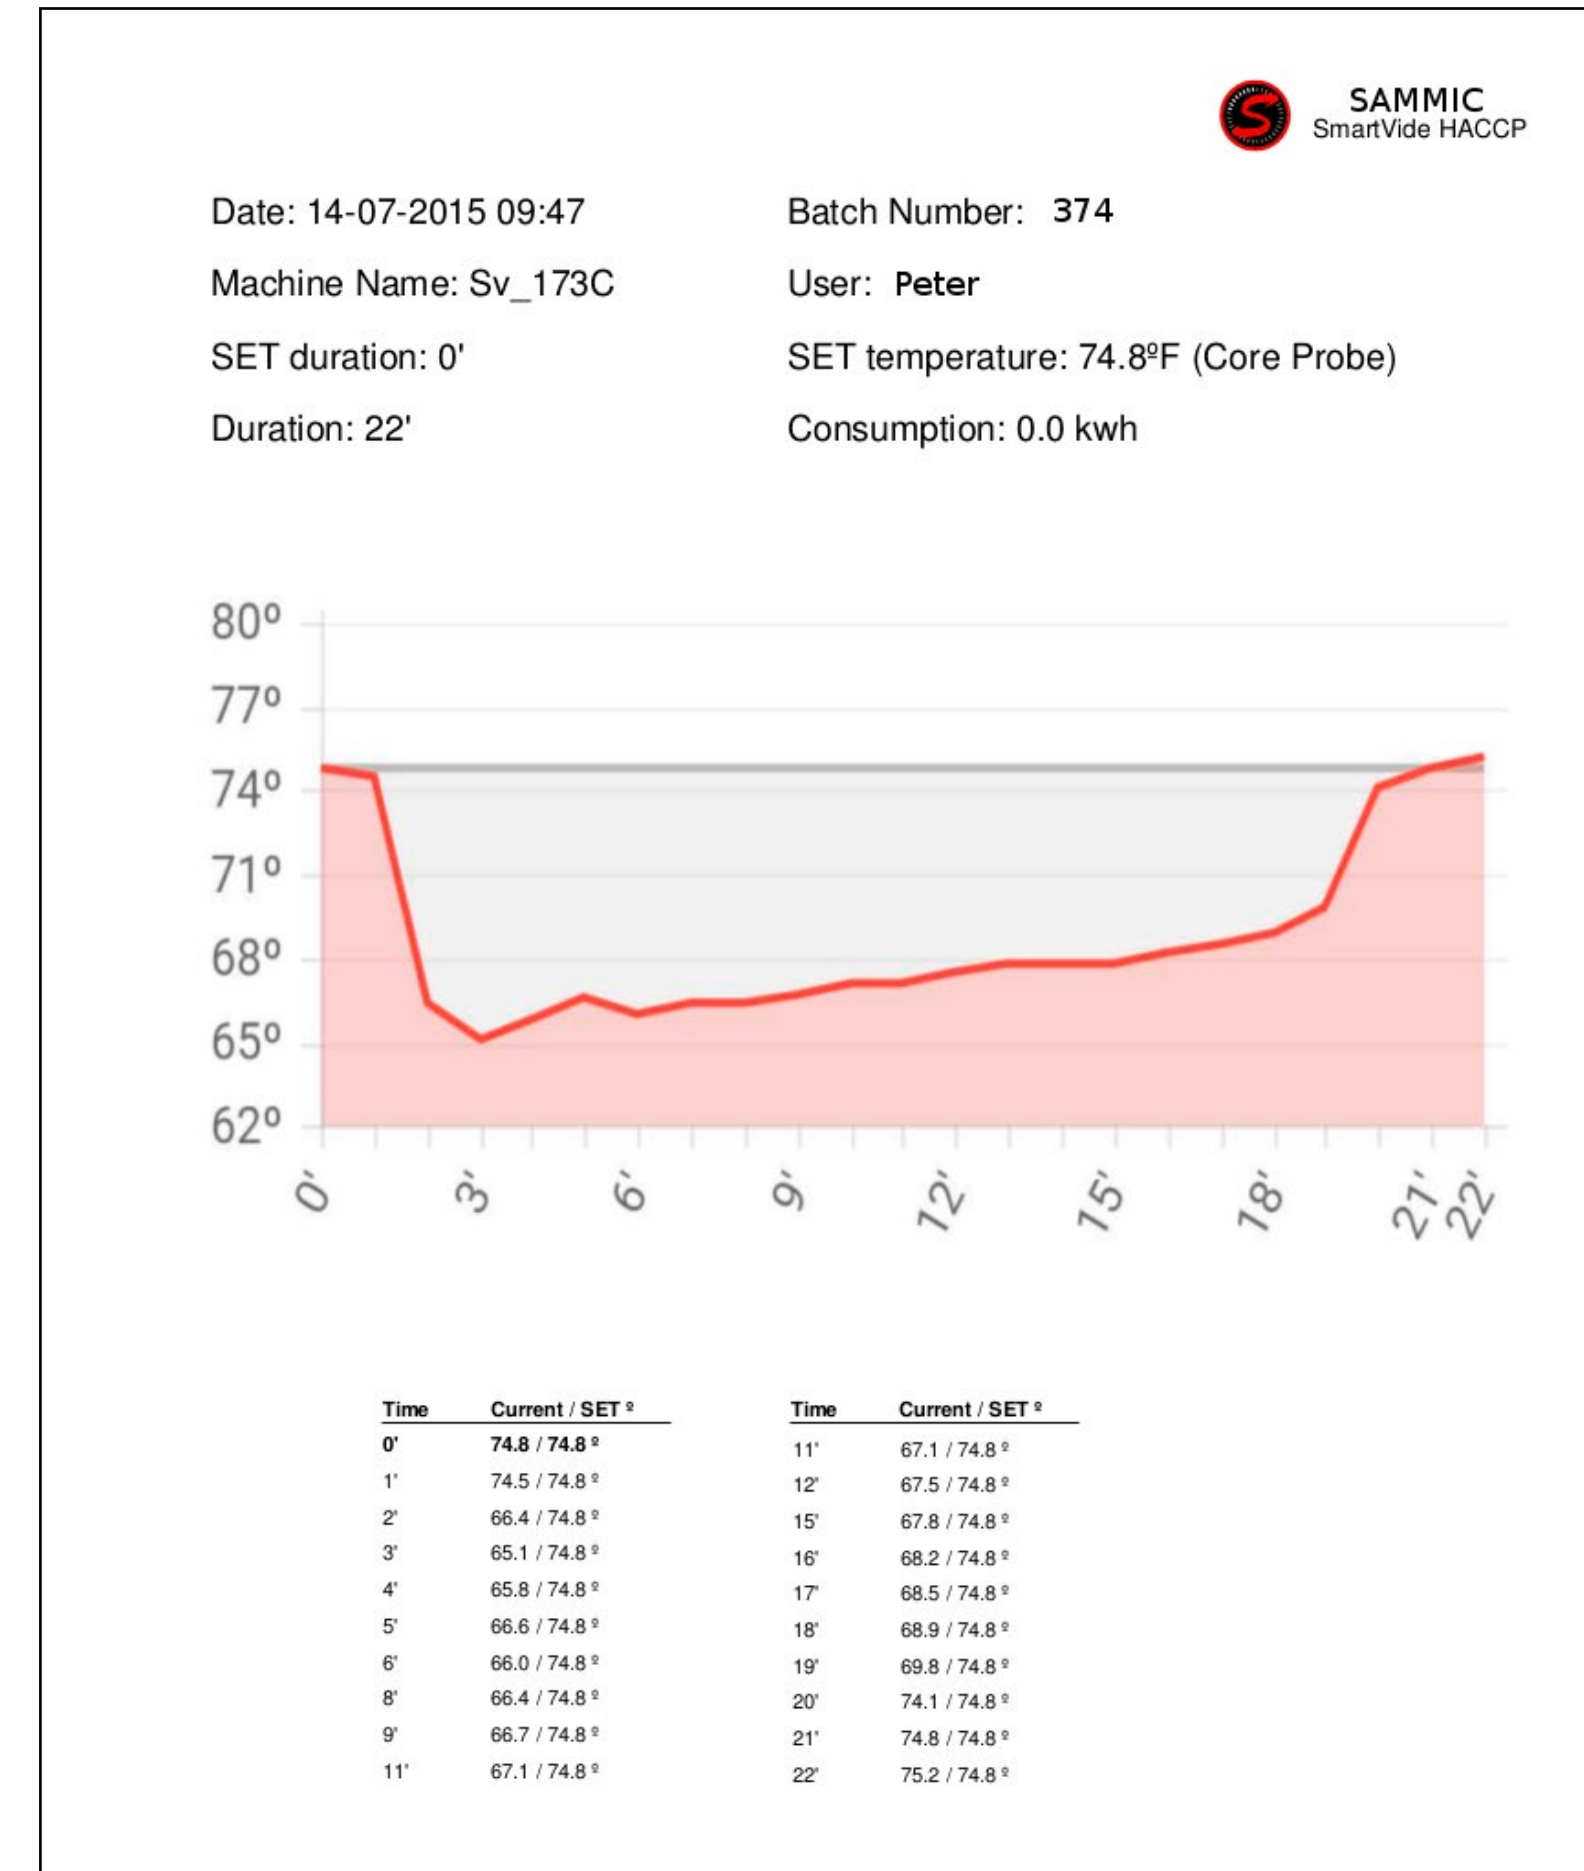 SAMMIC
SmartVide HACCP
Date: 14-07-2015 09:47
Batch Number: 374
Machine Name: Sv_173C
User: Peter
SET duration: 0'
SET temperature: 74.8ºF (Core Probe)
Duration: 22'
Consumption: 0.0 kwh
80º
77º
74º
71º
68º
65º
62º
0' 3' 6' 9' 12' 15' 18' 21' 22'
Time Current / SET º
0' 74.8 / 74.8 º
1' 74.5 / 74.8 º
2' 66.4 / 74.8 º
3' 65.1 / 74.8 º
4' 65.8 / 74.8 º
5' 66.6 / 74.8 º
6' 66.0 / 74.8 º
8' 66.4 / 74.8 º
9' 66.7 / 74.8 º
11' 67.1 / 74.8 º
Time Current / SET º
11' 67.1 / 74.8 º
12' 67.5 / 74.8 º
15' 67.8 / 74.8 º
16' 68.2 / 74.8 º
17' 68.5 / 74.8 º
18' 68.9 / 74.8 º
19' 69.8 / 74.8 º
20' 74.1 / 74.8 º
21' 74.8 / 74.8 º
22' 75.2 / 74.8 º